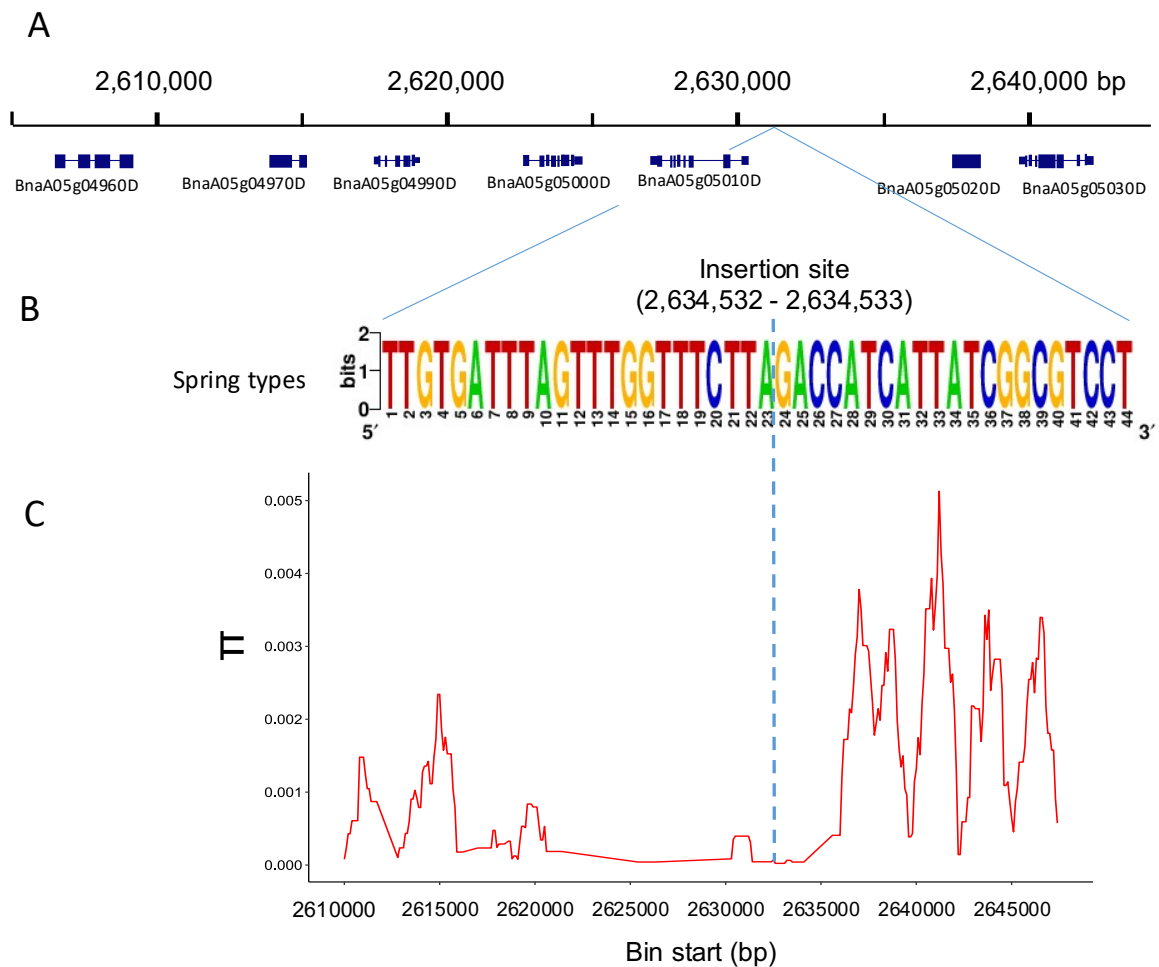 A
2,610,000 2,620,000 2,630,000 2,640,000 bp
BnaA05g04960D BnaA05g04970D BnaA05g04990D BnaA05g05000D BnaA05g05010D BnaA05g05020D BnaA05g05030D
Insertion site
(2,634,532 - 2,634,533)
B
Spring types
bits
2
1
0
TTGTGATTTAGTTTGGTTTCTTAGACCATCATTATCGGCGTCCT
1 2 3 4 5 6 7 8 9 10 11 12 13 14 15 16 17 18 19 20 21 22 23 24 25 26 27 28 29 30 31 32 33 34 35 36 37 38 39 40 41 42 43 44
5′ 3′
C
π
0.005
0.004
0.003
0.002
0.001
0.000
2610000 2615000 2620000 2625000 2630000 2635000 2640000 2645000
Bin start (bp)